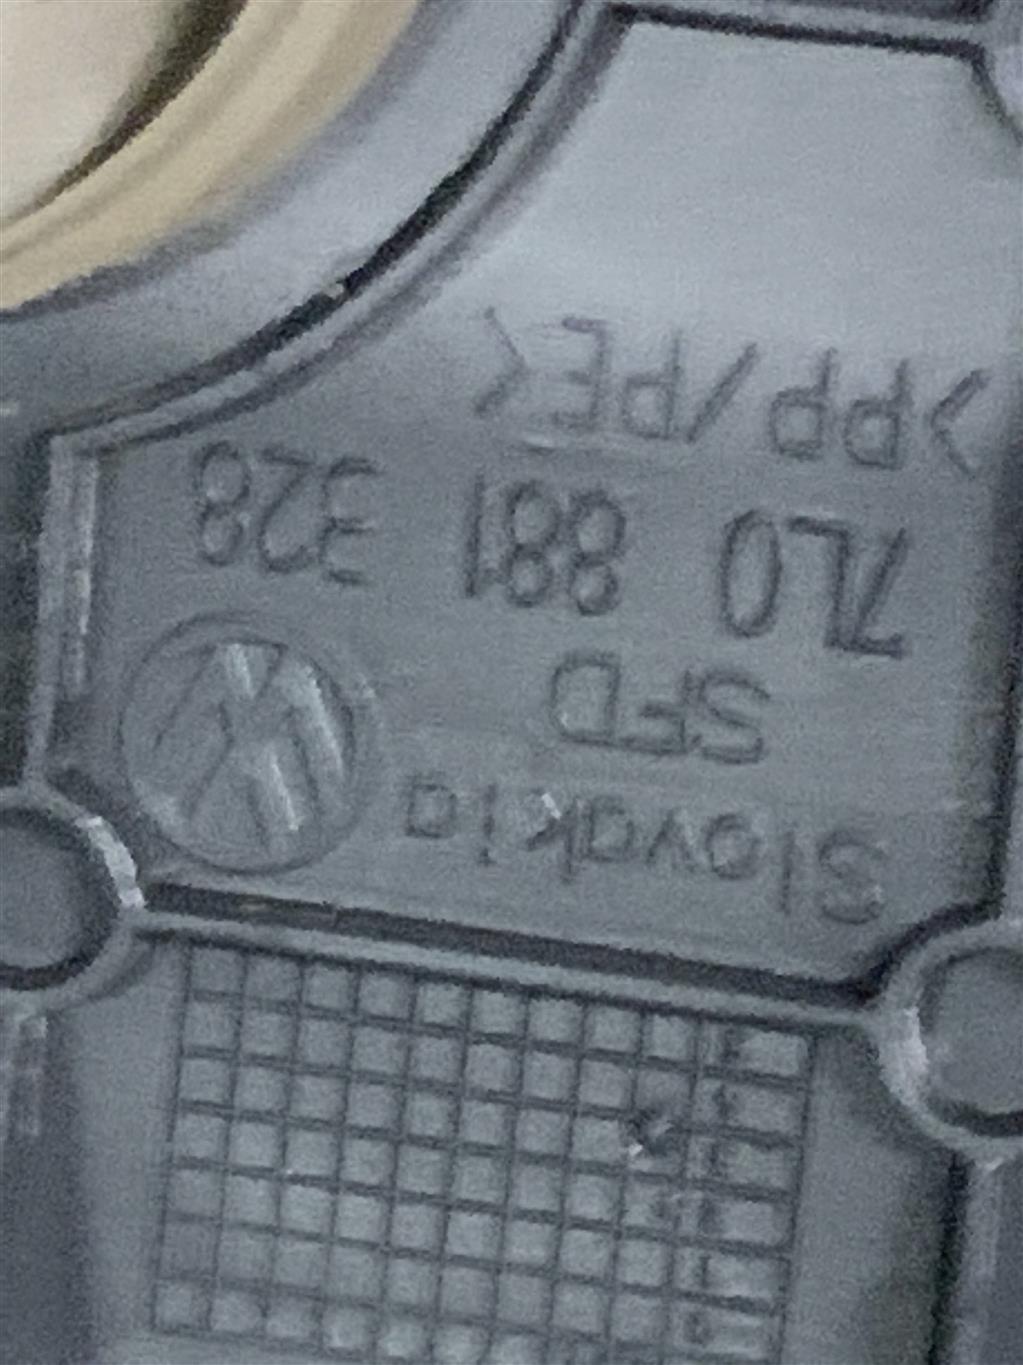 Slovakia
SFD
7L0 881 328
>PP/PE<